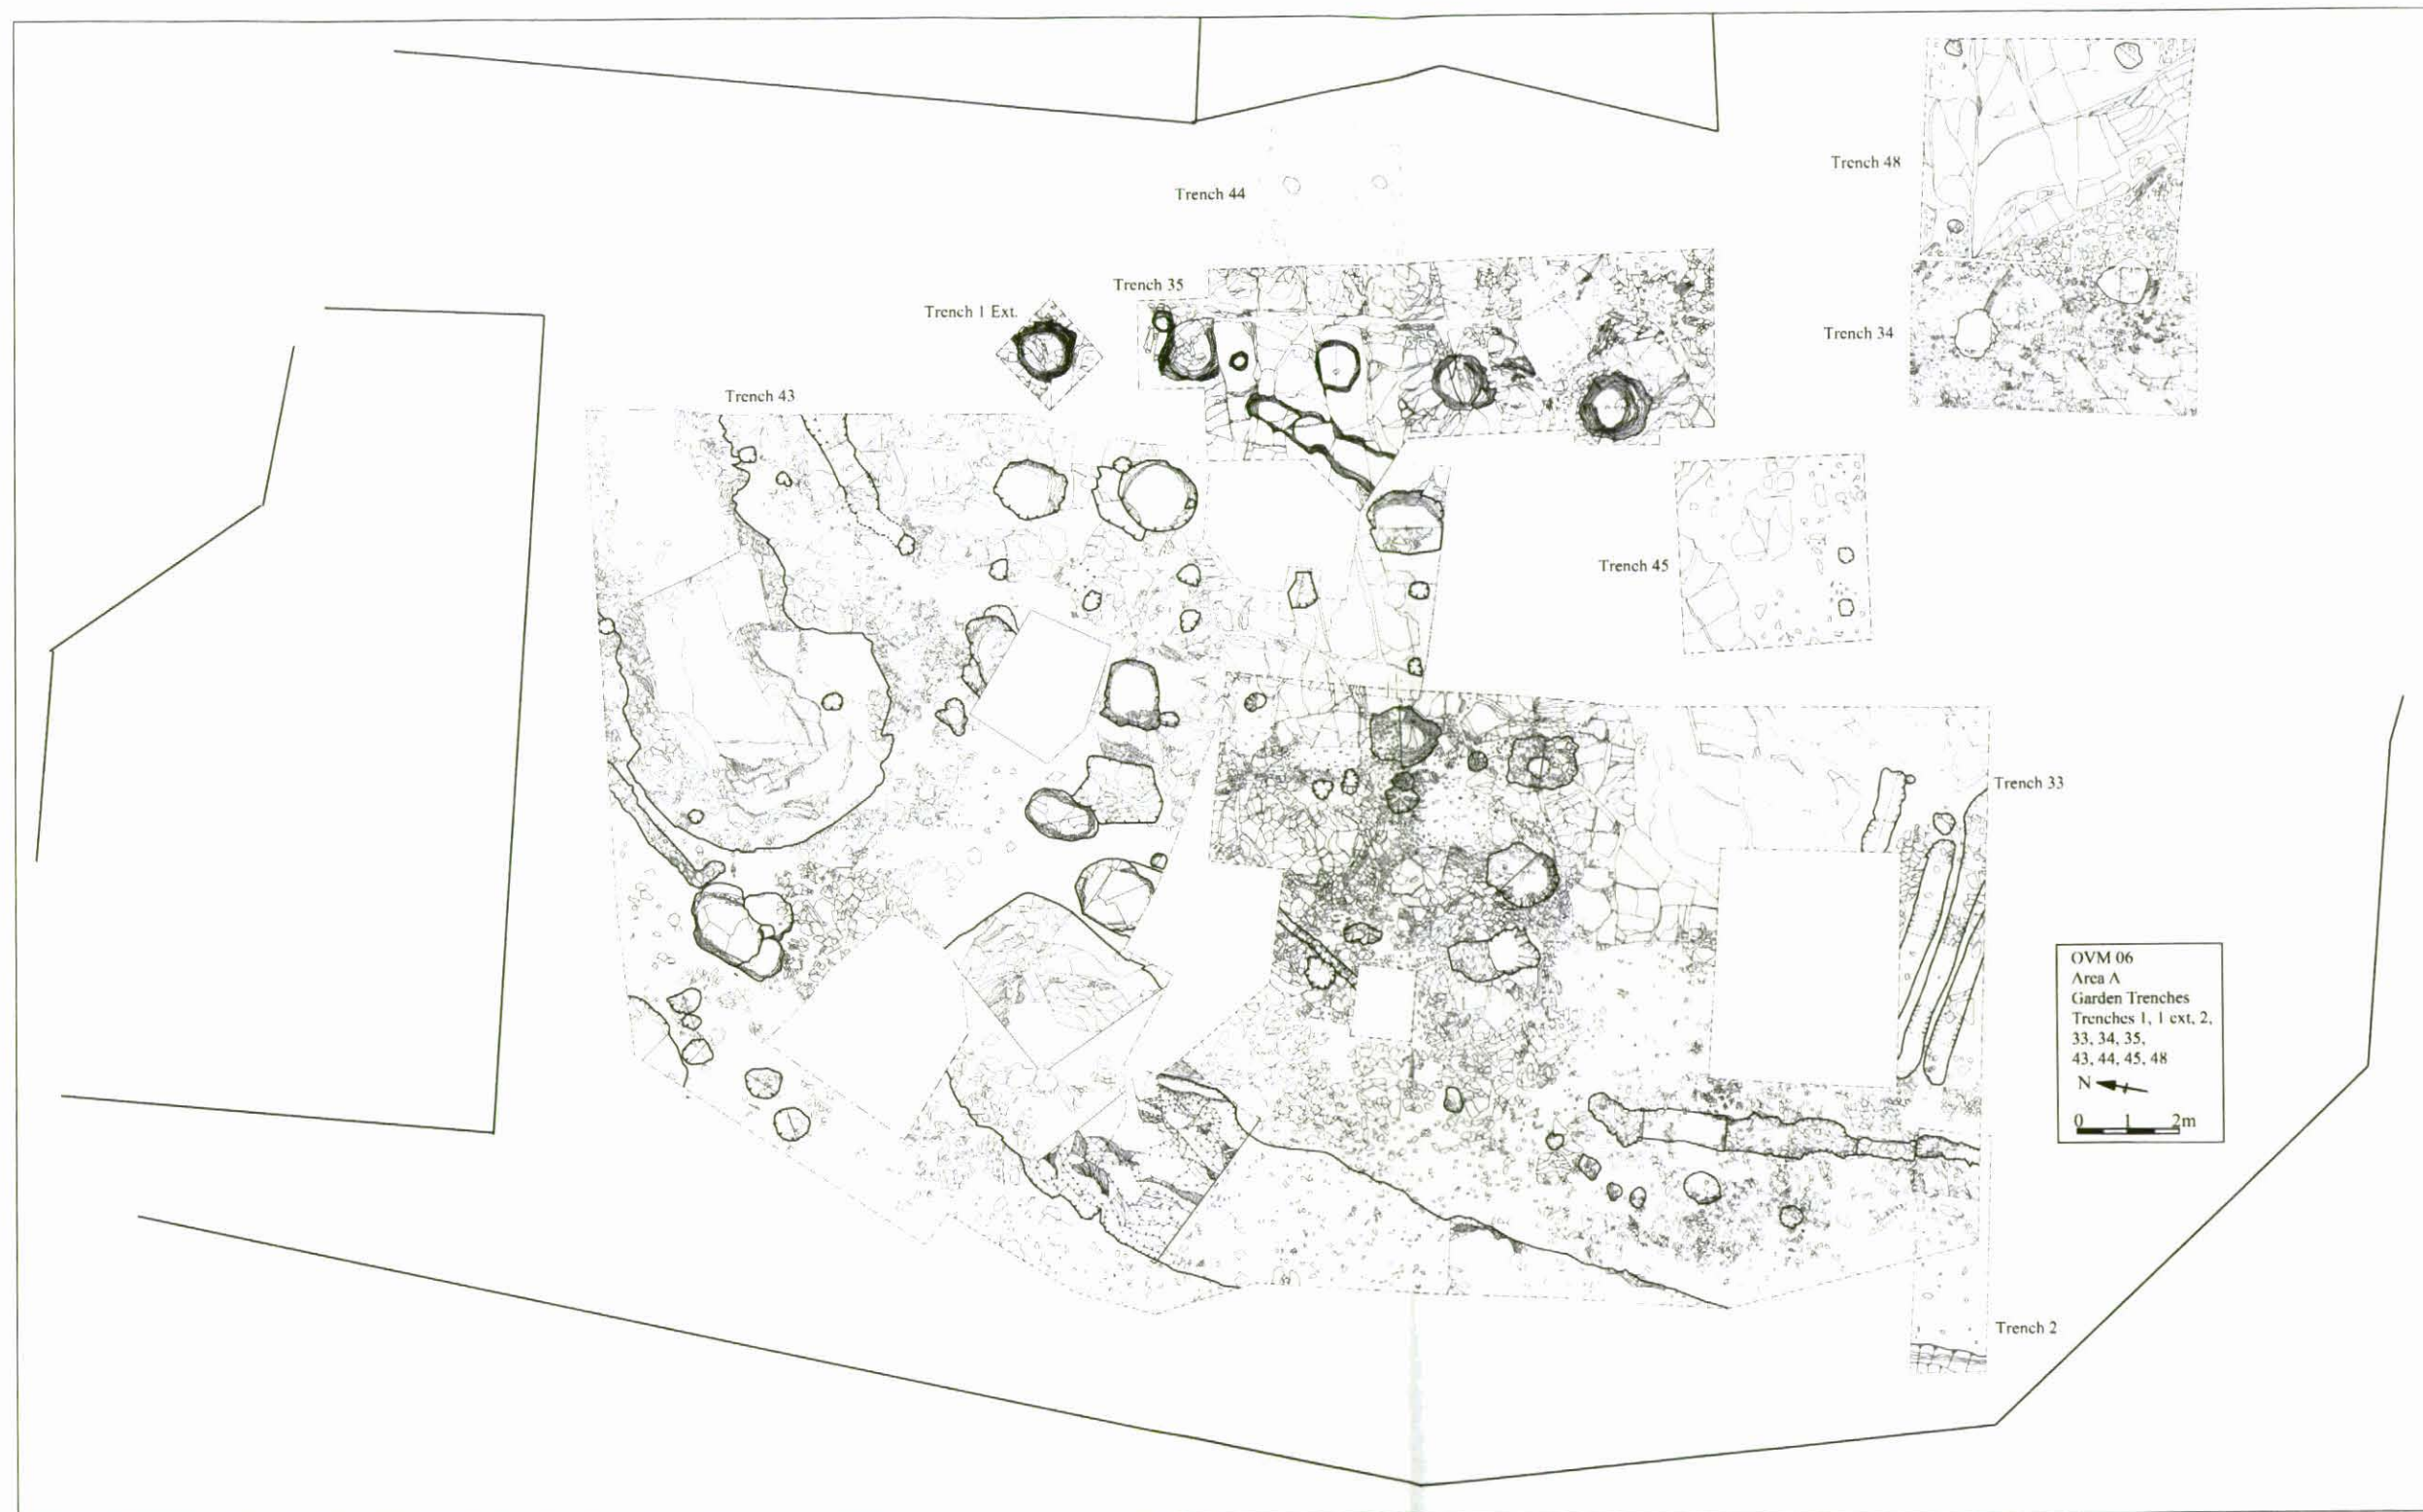 Trench 48
Trench 44
Trench 35
Trench 1 Ext.
Trench 34
Trench 43
Trench 45
Trench 33
OVM 06
Area A
Garden Trenches
Trenches 1, 1 ext, 2,
33, 34, 35,
43, 44, 45, 48
N
0 1 2m
Trench 2